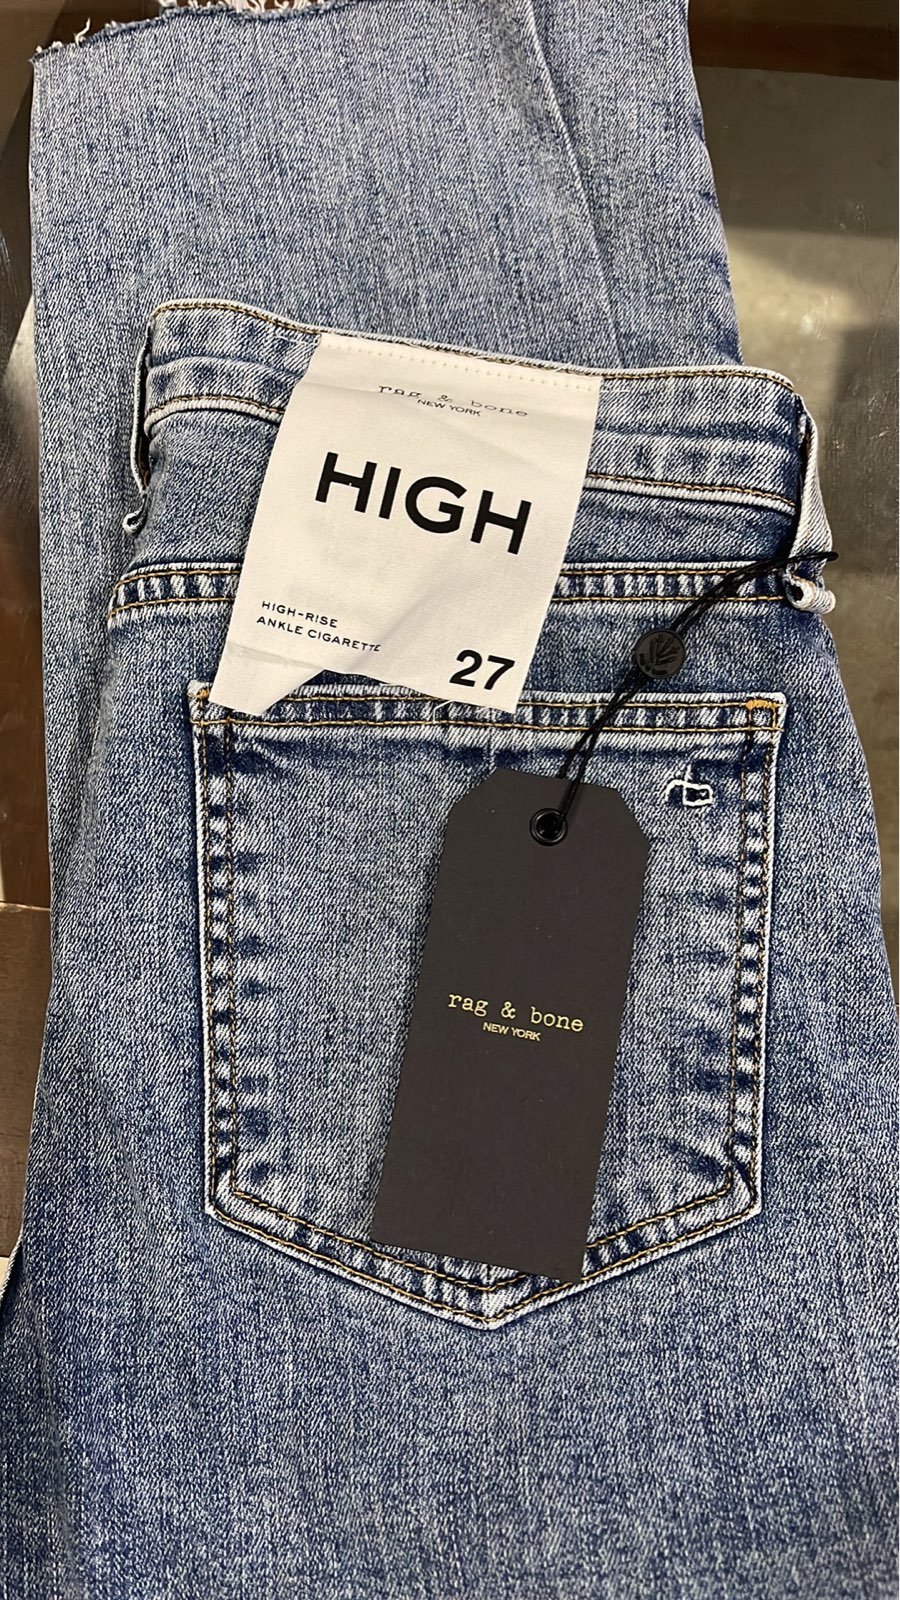 rag & bone
NEW YORK
HIGH
HIGH-RISE
ANKLE CIGARETTE
27
rag & bone
NEW YORK